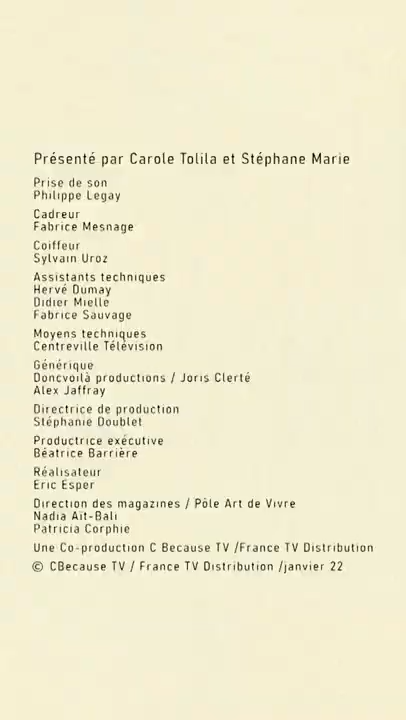 Présenté par Carole Tolila et Stéphane Marie
Prise de son
Philippe Legay
Cadreur
Fabrice Mesnage
Coiffeur
Sylvain Uroz
Assistants techniques
Hervé Dumay
Didier Mielle
Fabrice Sauvage
Moyens techniques
Centreville Télévision
Générique
Doncvoilà productions / Joris Clerté
Alex Jaffray
Directrice de production
Stéphanie Doublet
Productrice exécutive
Béatrice Barrière
Réalisateur
Eric Esper
Direction des magazines / Pôle Art de Vivre
Nadia Aït-Bali
Patricia Corphie
Une Co-production C Because TV /France TV Distribution
© CBecause TV / France TV Distribution /janvier 22